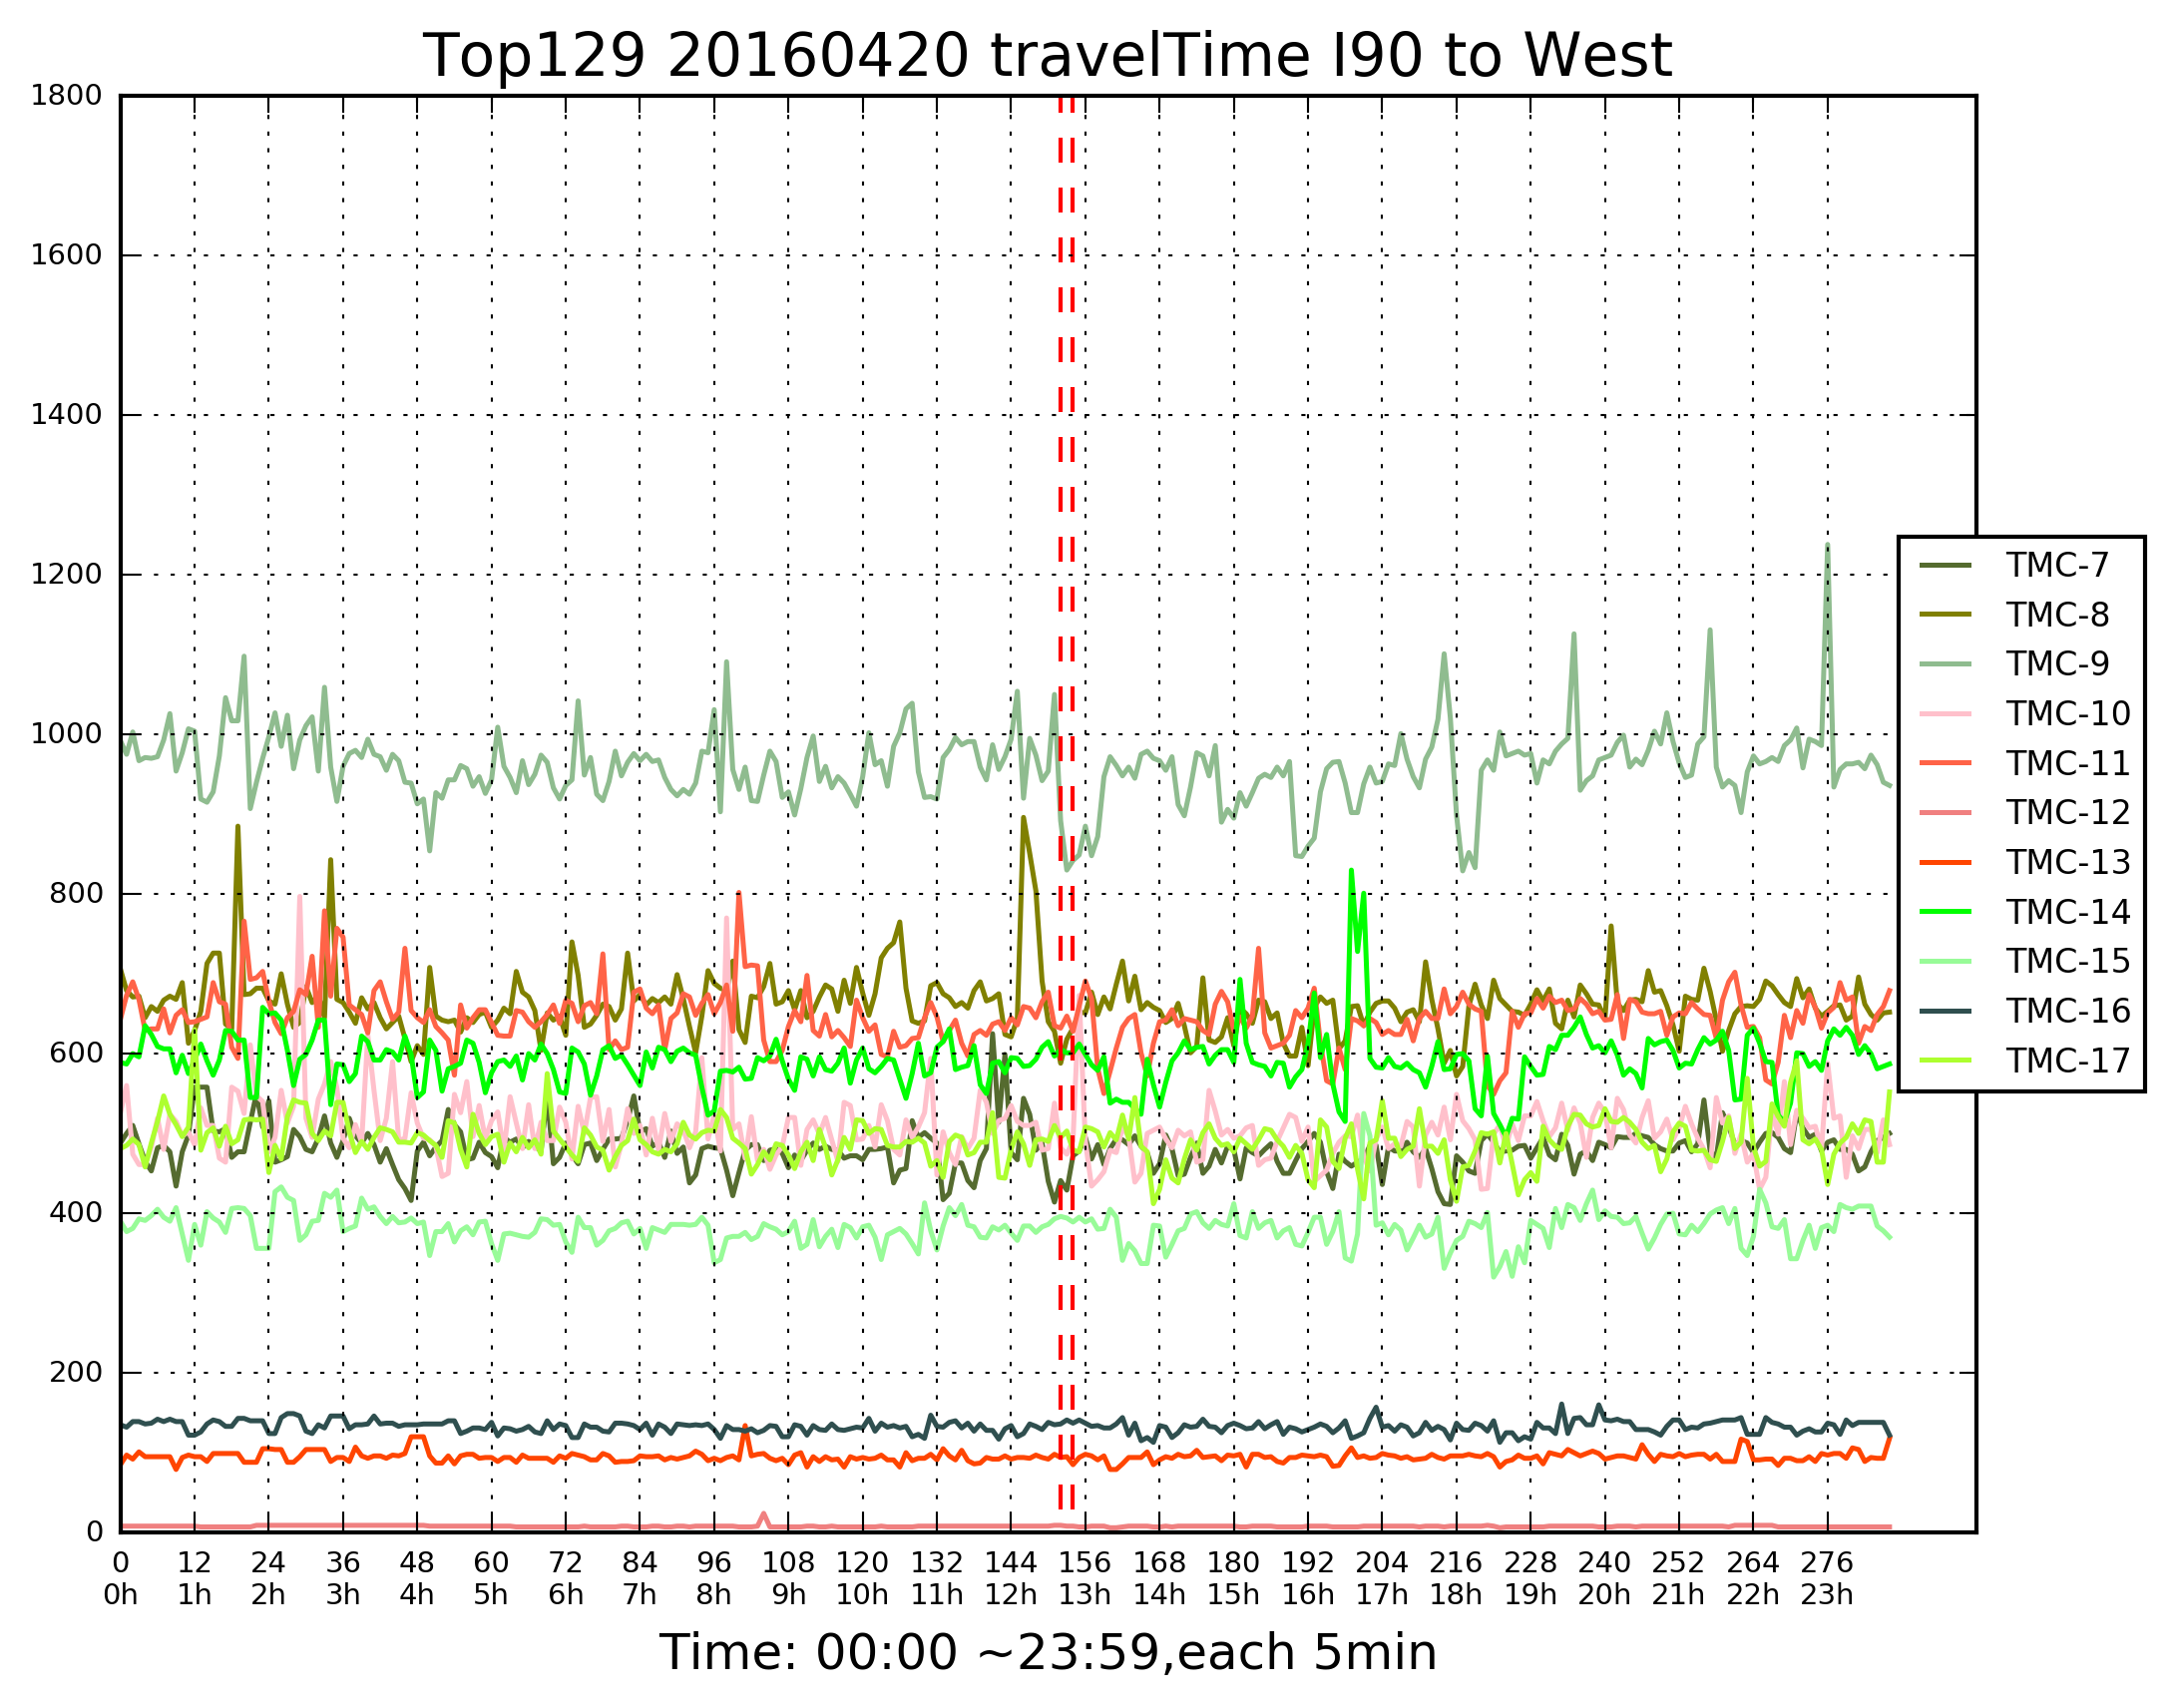 Top129 20160420 travelTime I90 to West
1800
1600
1400
1200
1000
800
600
400
200
0
TMC-7
TMC-8
TMC-9
TMC-10
TMC-11
TMC-12
TMC-13
TMC-14
TMC-15
TMC-16
TMC-17
0 12 24 36 48 60 72 84 96 108 120 132 144 156 168 180 192 204 216 228 240 252 264 276
0h 1h 2h 3h 4h 5h 6h 7h 8h 9h 10h 11h 12h 13h 14h 15h 16h 17h 18h 19h 20h 21h 22h 23h
Time: 00:00 ~23:59,each 5min